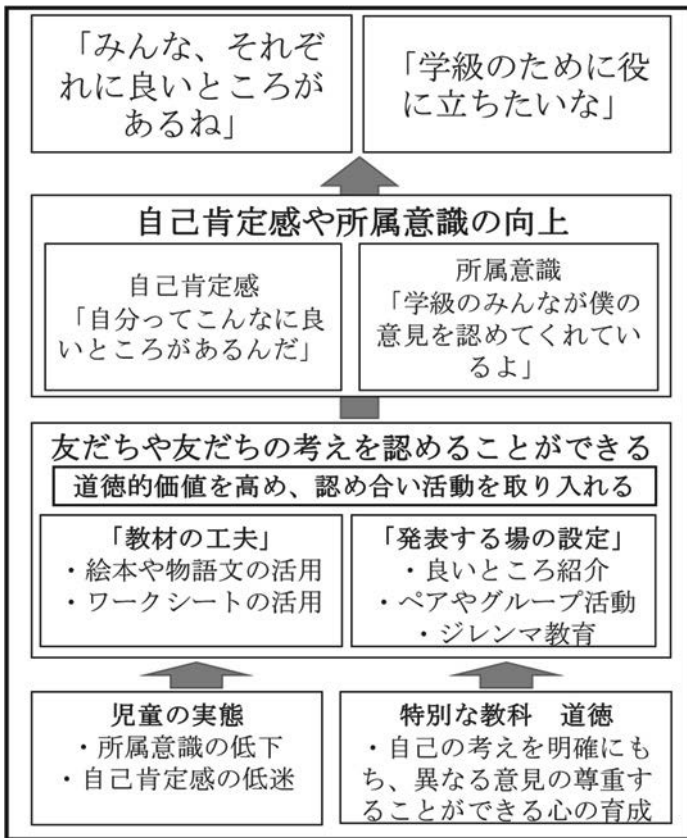 「みんな、それぞ
れに良いところが
あるね」
「学級のために役
に立ちたいな」
自己肯定感や所属意識の向上
自己肯定感
「自分ってこんなに良
いところがあるんだ」
所属意識
「学級のみんなが僕の
意見を認めてくれてい
るよ」
友だちや友だちの考えを認めることができる
道徳的価値を高め、認め合い活動を取り入れる
「教材の工夫」
・絵本や物語文の活用
・ワークシートの活用
「発表する場の設定」
・良いところ紹介
・ペアやグループ活動
・ジレンマ教育
児童の実態
・所属意識の低下
・自己肯定感の低迷
特別な教科　道徳
・自己の考えを明確にも
ち、異なる意見の尊重す
ることができる心の育成